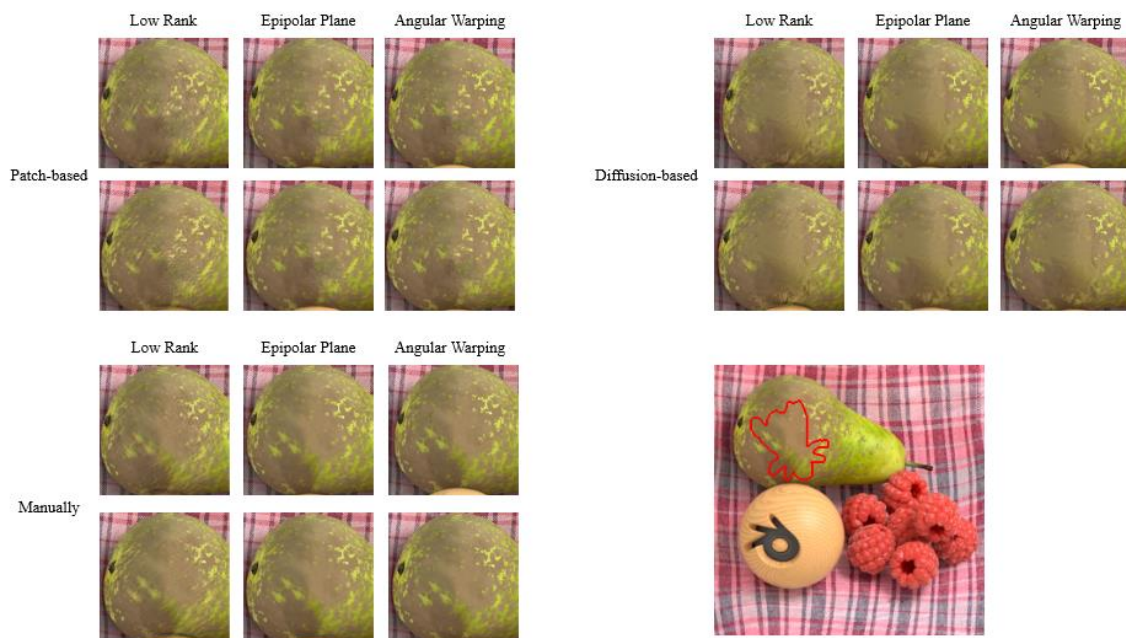 Low Rank Epipolar Plane Angular Warping
Patch-based
Low Rank Epipolar Plane Angular Warping
Diffusion-based
Low Rank Epipolar Plane Angular Warping
Manually